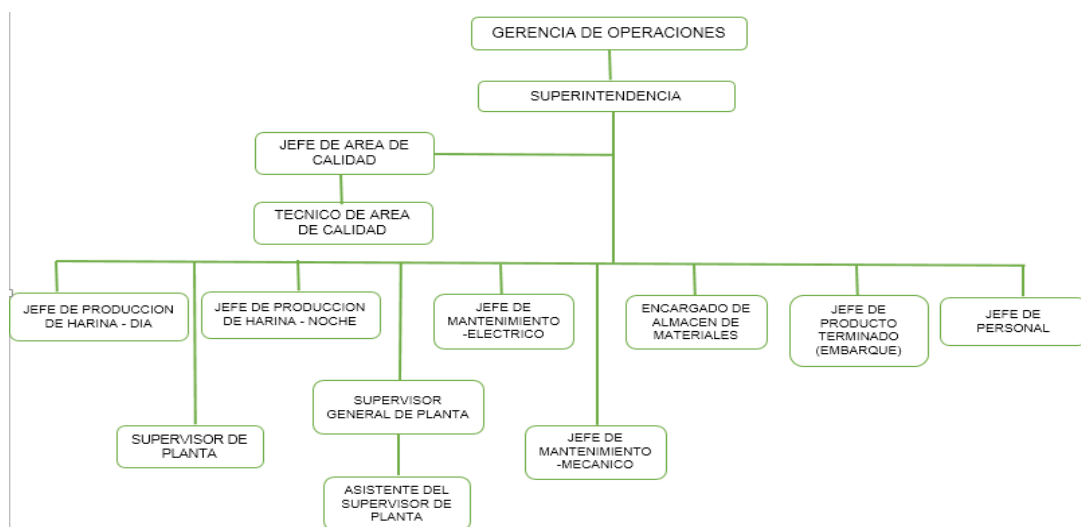 GERENCIA DE OPERACIONES
SUPERINTENDENCIA
JEFE DE AREA DE
CALIDAD
TECNICO DE AREA
DE CALIDAD
JEFE DE PRODUCCION
DE HARINA - DIA
JEFE DE PRODUCCION
DE HARINA - NOCHE
JEFE DE
MANTENIMIENTO
-ELECTRICO
ENCARGADO DE
ALMACEN DE
MATERIALES
JEFE DE
PRODUCTO
TERMINADO
(EMBARQUE)
JEFE DE
PERSONAL
SUPERVISOR DE
PLANTA
SUPERVISOR
GENERAL DE PLANTA
JEFE DE
MANTENIMIENTO
-MECANICO
ASISTENTE DEL
SUPERVISOR DE
PLANTA